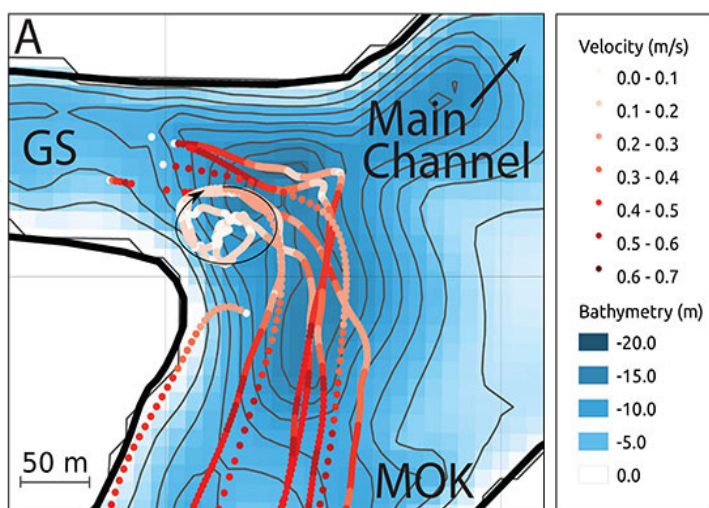 A
GS
Main
Channel
MOK
50 m
Velocity (m/s)
0.0 - 0.1
0.1 - 0.2
0.2 - 0.3
0.3 - 0.4
0.4 - 0.5
0.5 - 0.6
0.6 - 0.7
Bathymetry (m)
-20.0
-15.0
-10.0
-5.0
0.0